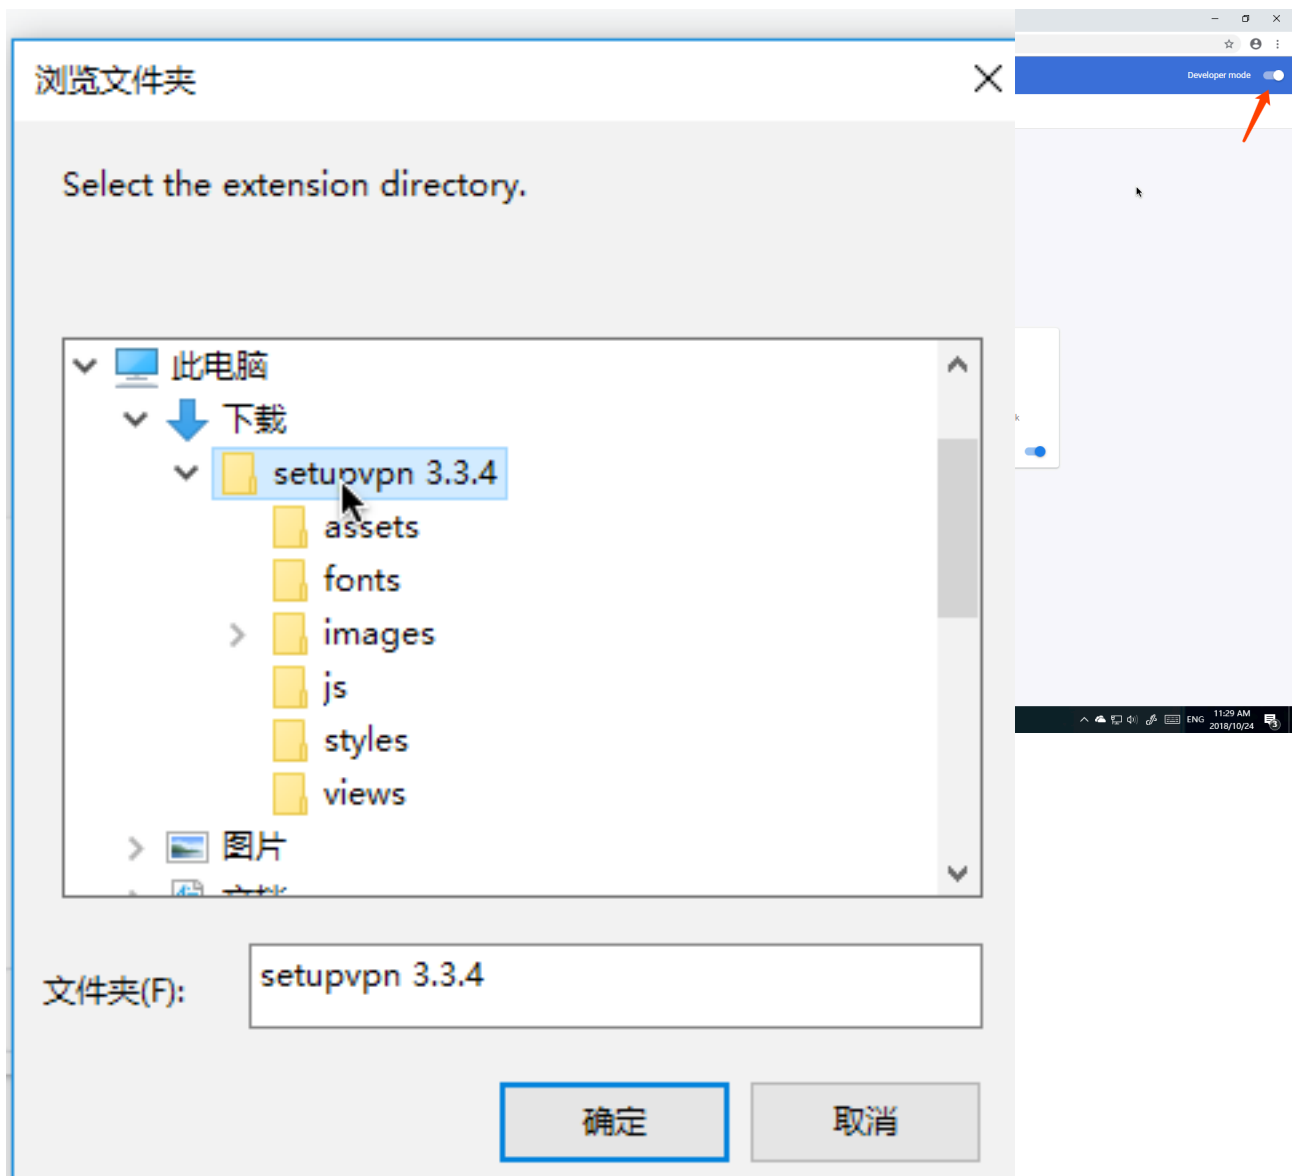 浏览文件夹
Select the extension directory.
此电脑
下载
setupvpn 3.3.4
assets
fonts
images
js
styles
views
图片
文件夹(F):
setupvpn 3.3.4
确定
取消
Developer mode
k
ENG
11:29 AM
2018/10/24
3